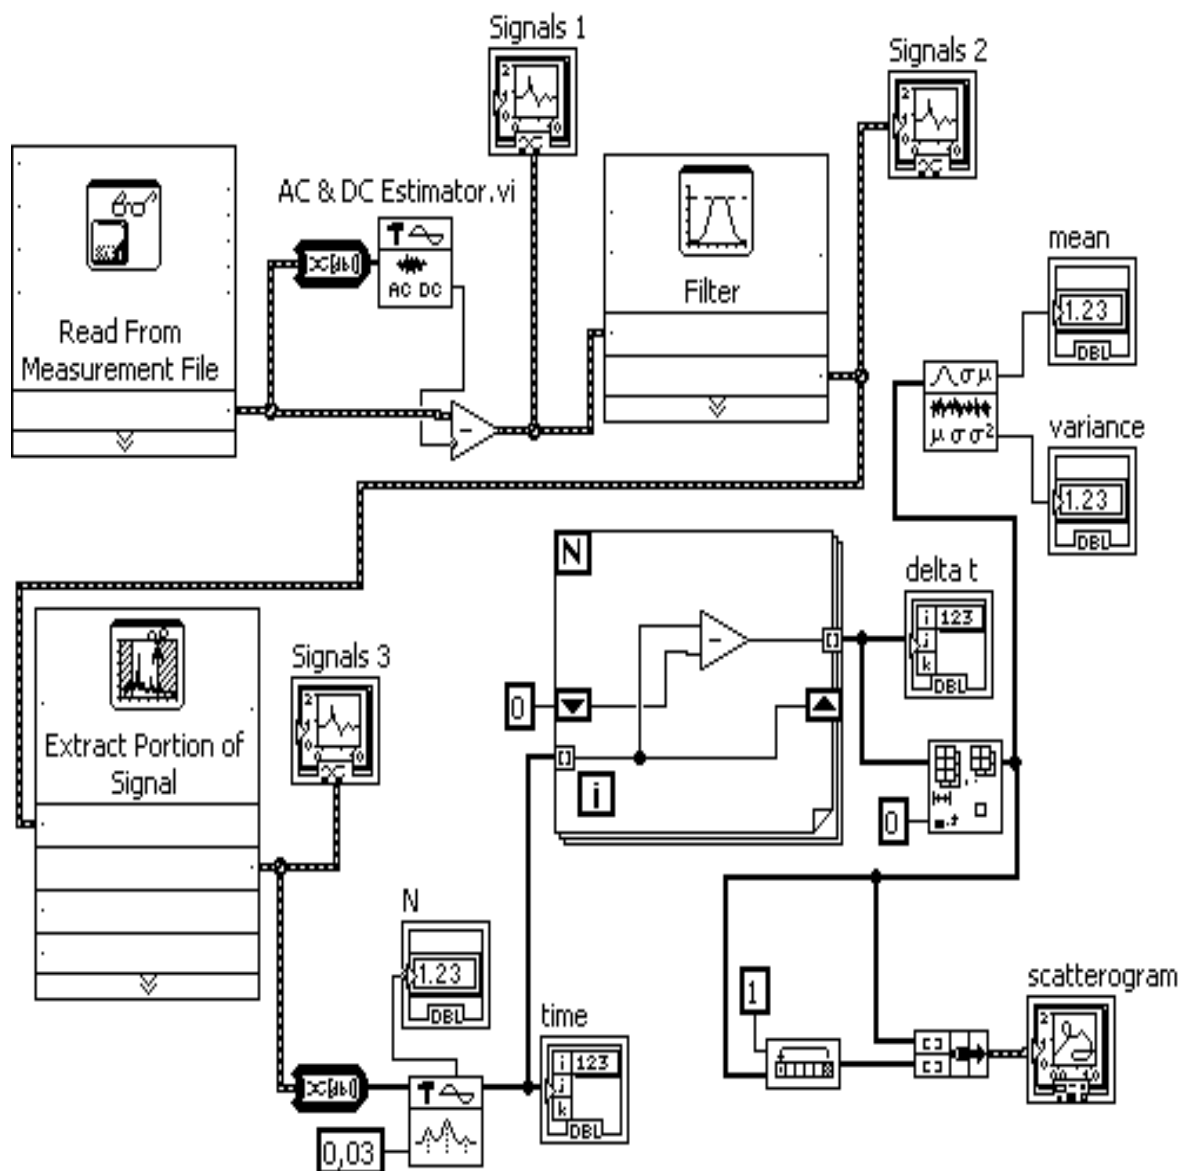 Signals 1
Signals 2
AC & DC Estimator.vi
AC DC
Read From
Measurement File
Filter
mean
1.23
DBL
σ μ
μ σ σ²
variance
1.23
DBL
N
delta t
i 123
j
k
DBL
0
i
0
Extract Portion of
Signal
Signals 3
N
1.23
DBL
time
i 123
j
k
DBL
0,03
1
scatterogram